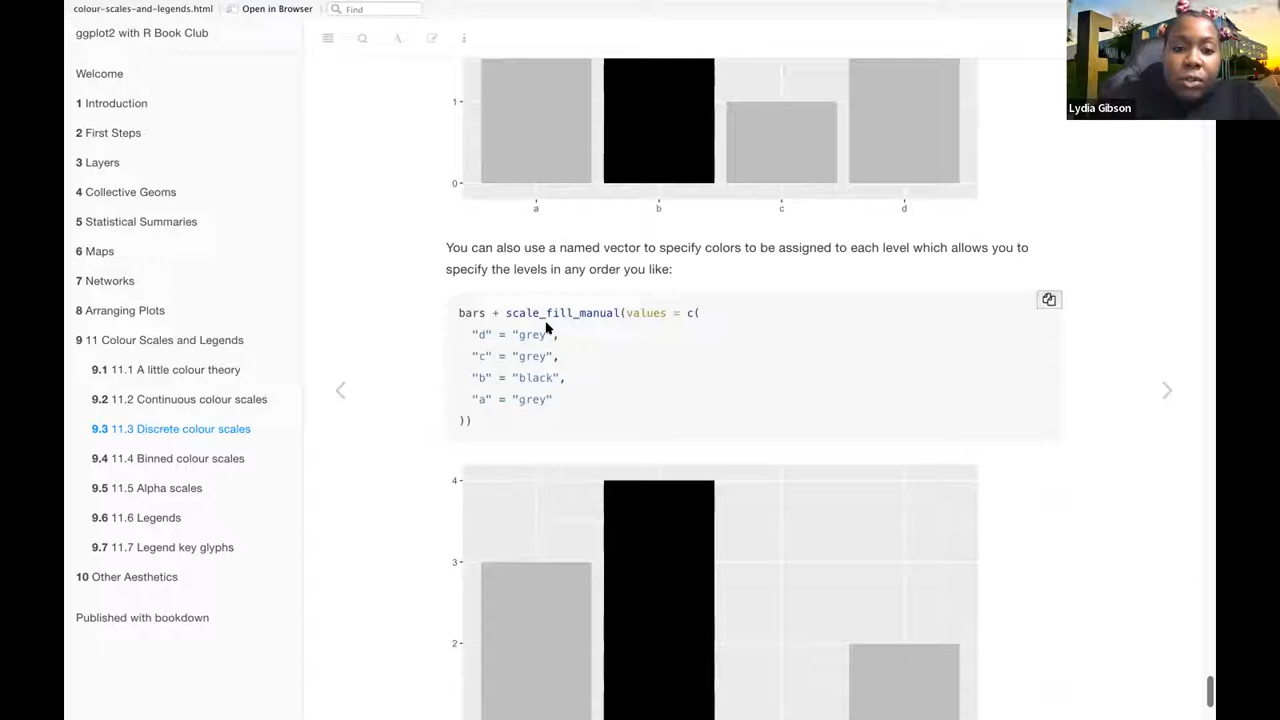 colour-scales-and-legends.html
Open in Browser
Find
ggplot2 with R Book Club
Welcome
1 Introduction
2 First Steps
3 Layers
4 Collective Geoms
5 Statistical Summaries
6 Maps
7 Networks
8 Arranging Plots
9 11 Colour Scales and Legends
9.1 11.1 A little colour theory
9.2 11.2 Continuous colour scales
9.3 11.3 Discrete colour scales
9.4 11.4 Binned colour scales
9.5 11.5 Alpha scales
9.6 11.6 Legends
9.7 11.7 Legend key glyphs
10 Other Aesthetics
Published with bookdown
A
i
1
0
a b c d
You can also use a named vector to specify colors to be assigned to each level which allows you to
specify the levels in any order you like:
bars + scale_fill_manual(values = c(
"d" = "grey",
"c" = "grey",
"b" = "black",
"a" = "grey"
))
4
3
2
Lydia Gibson